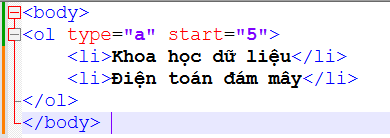 <body>
<ol type="a" start="5">
<li>Khoa học dữ liệu</li>
<li>Điện toán đám mây</li>
</ol>
</body>